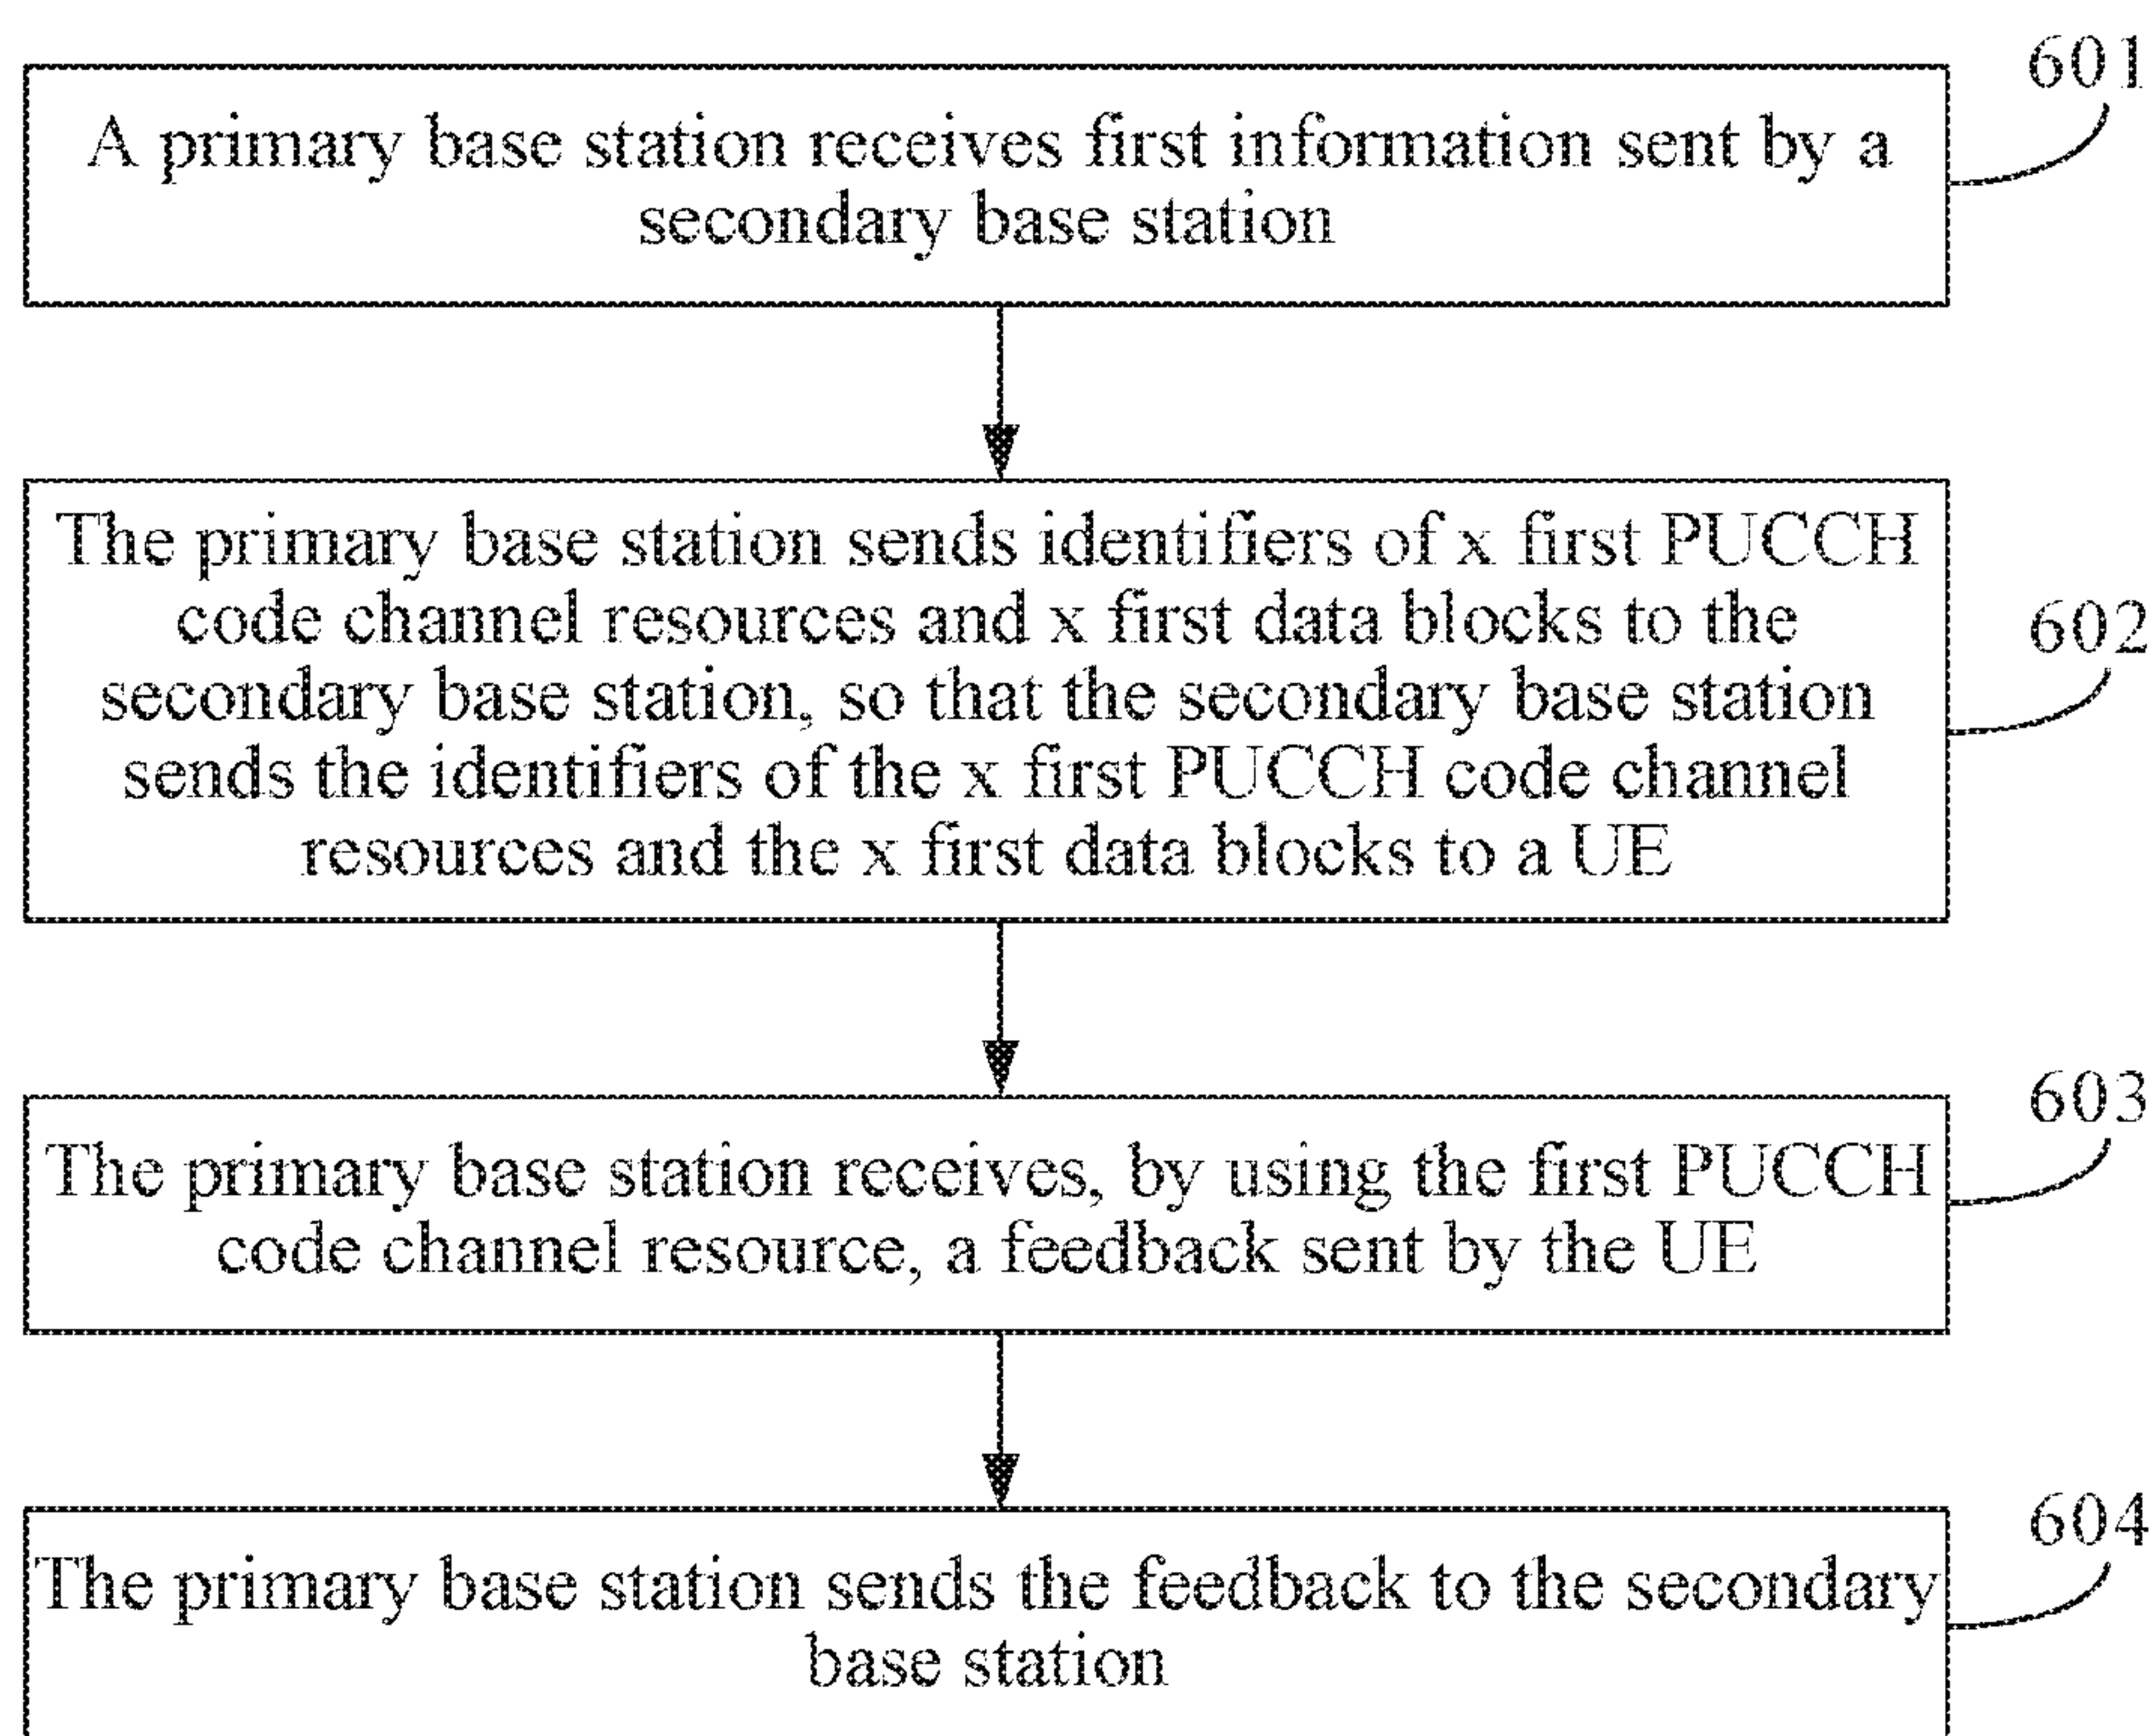 601
A primary base station receives first information sent by a
secondary base station
The primary base station sends identifiers of x first PUCCH
code channel resources and x first data blocks to the
602
secondary base station, so that the secondary base station
sends the identifiers of the x first PUCCH code channel
resources and the x first data blocks to a UE
603
The primary base station receives, by using the first PUCCH
code channel resource, a feedback sent by the UE
604
The primary base station sends the feedback to the secondary
base station